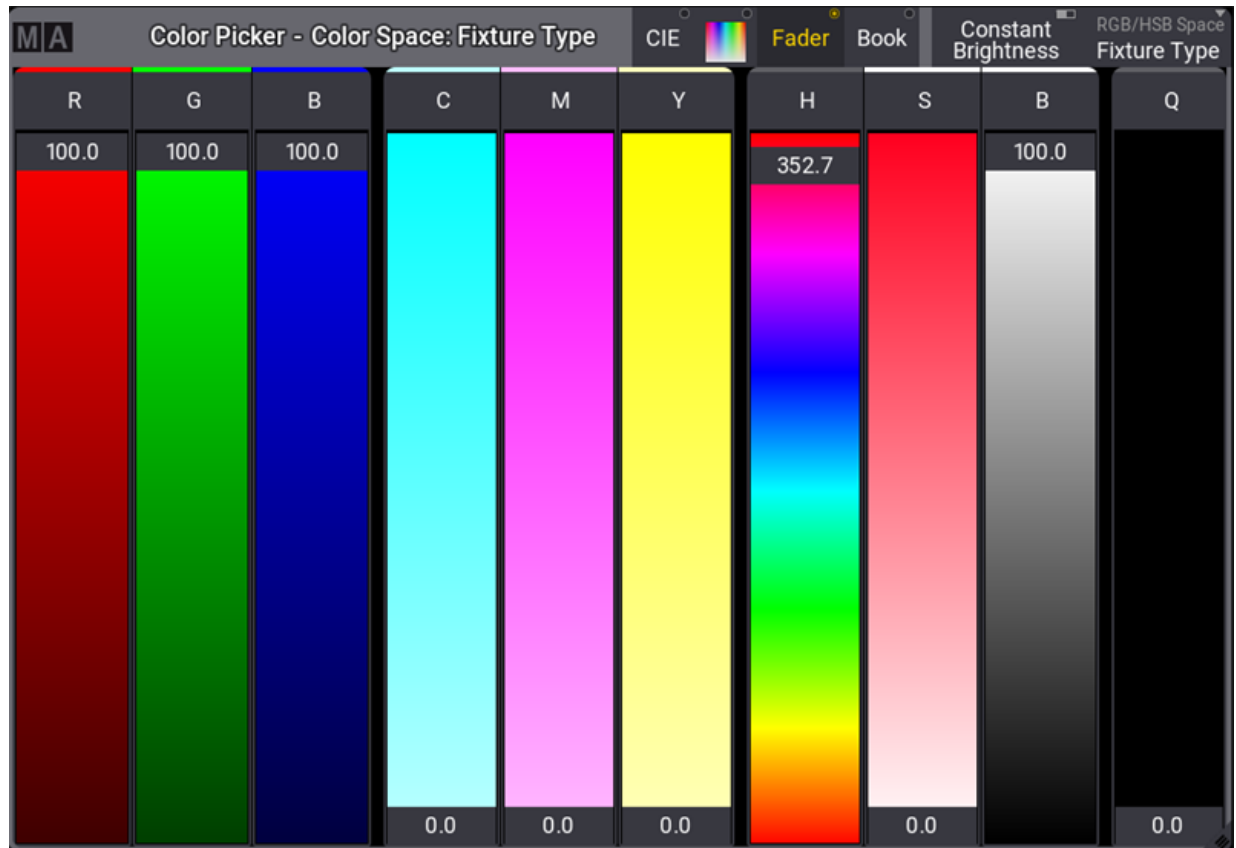 MA Color Picker - Color Space: Fixture Type CIE Fader Book Constant Brightness RGB/HSB Space Fixture Type
R G B C M Y H S B Q
100.0 100.0 100.0 352.7 100.0
0.0 0.0 0.0 0.0 0.0